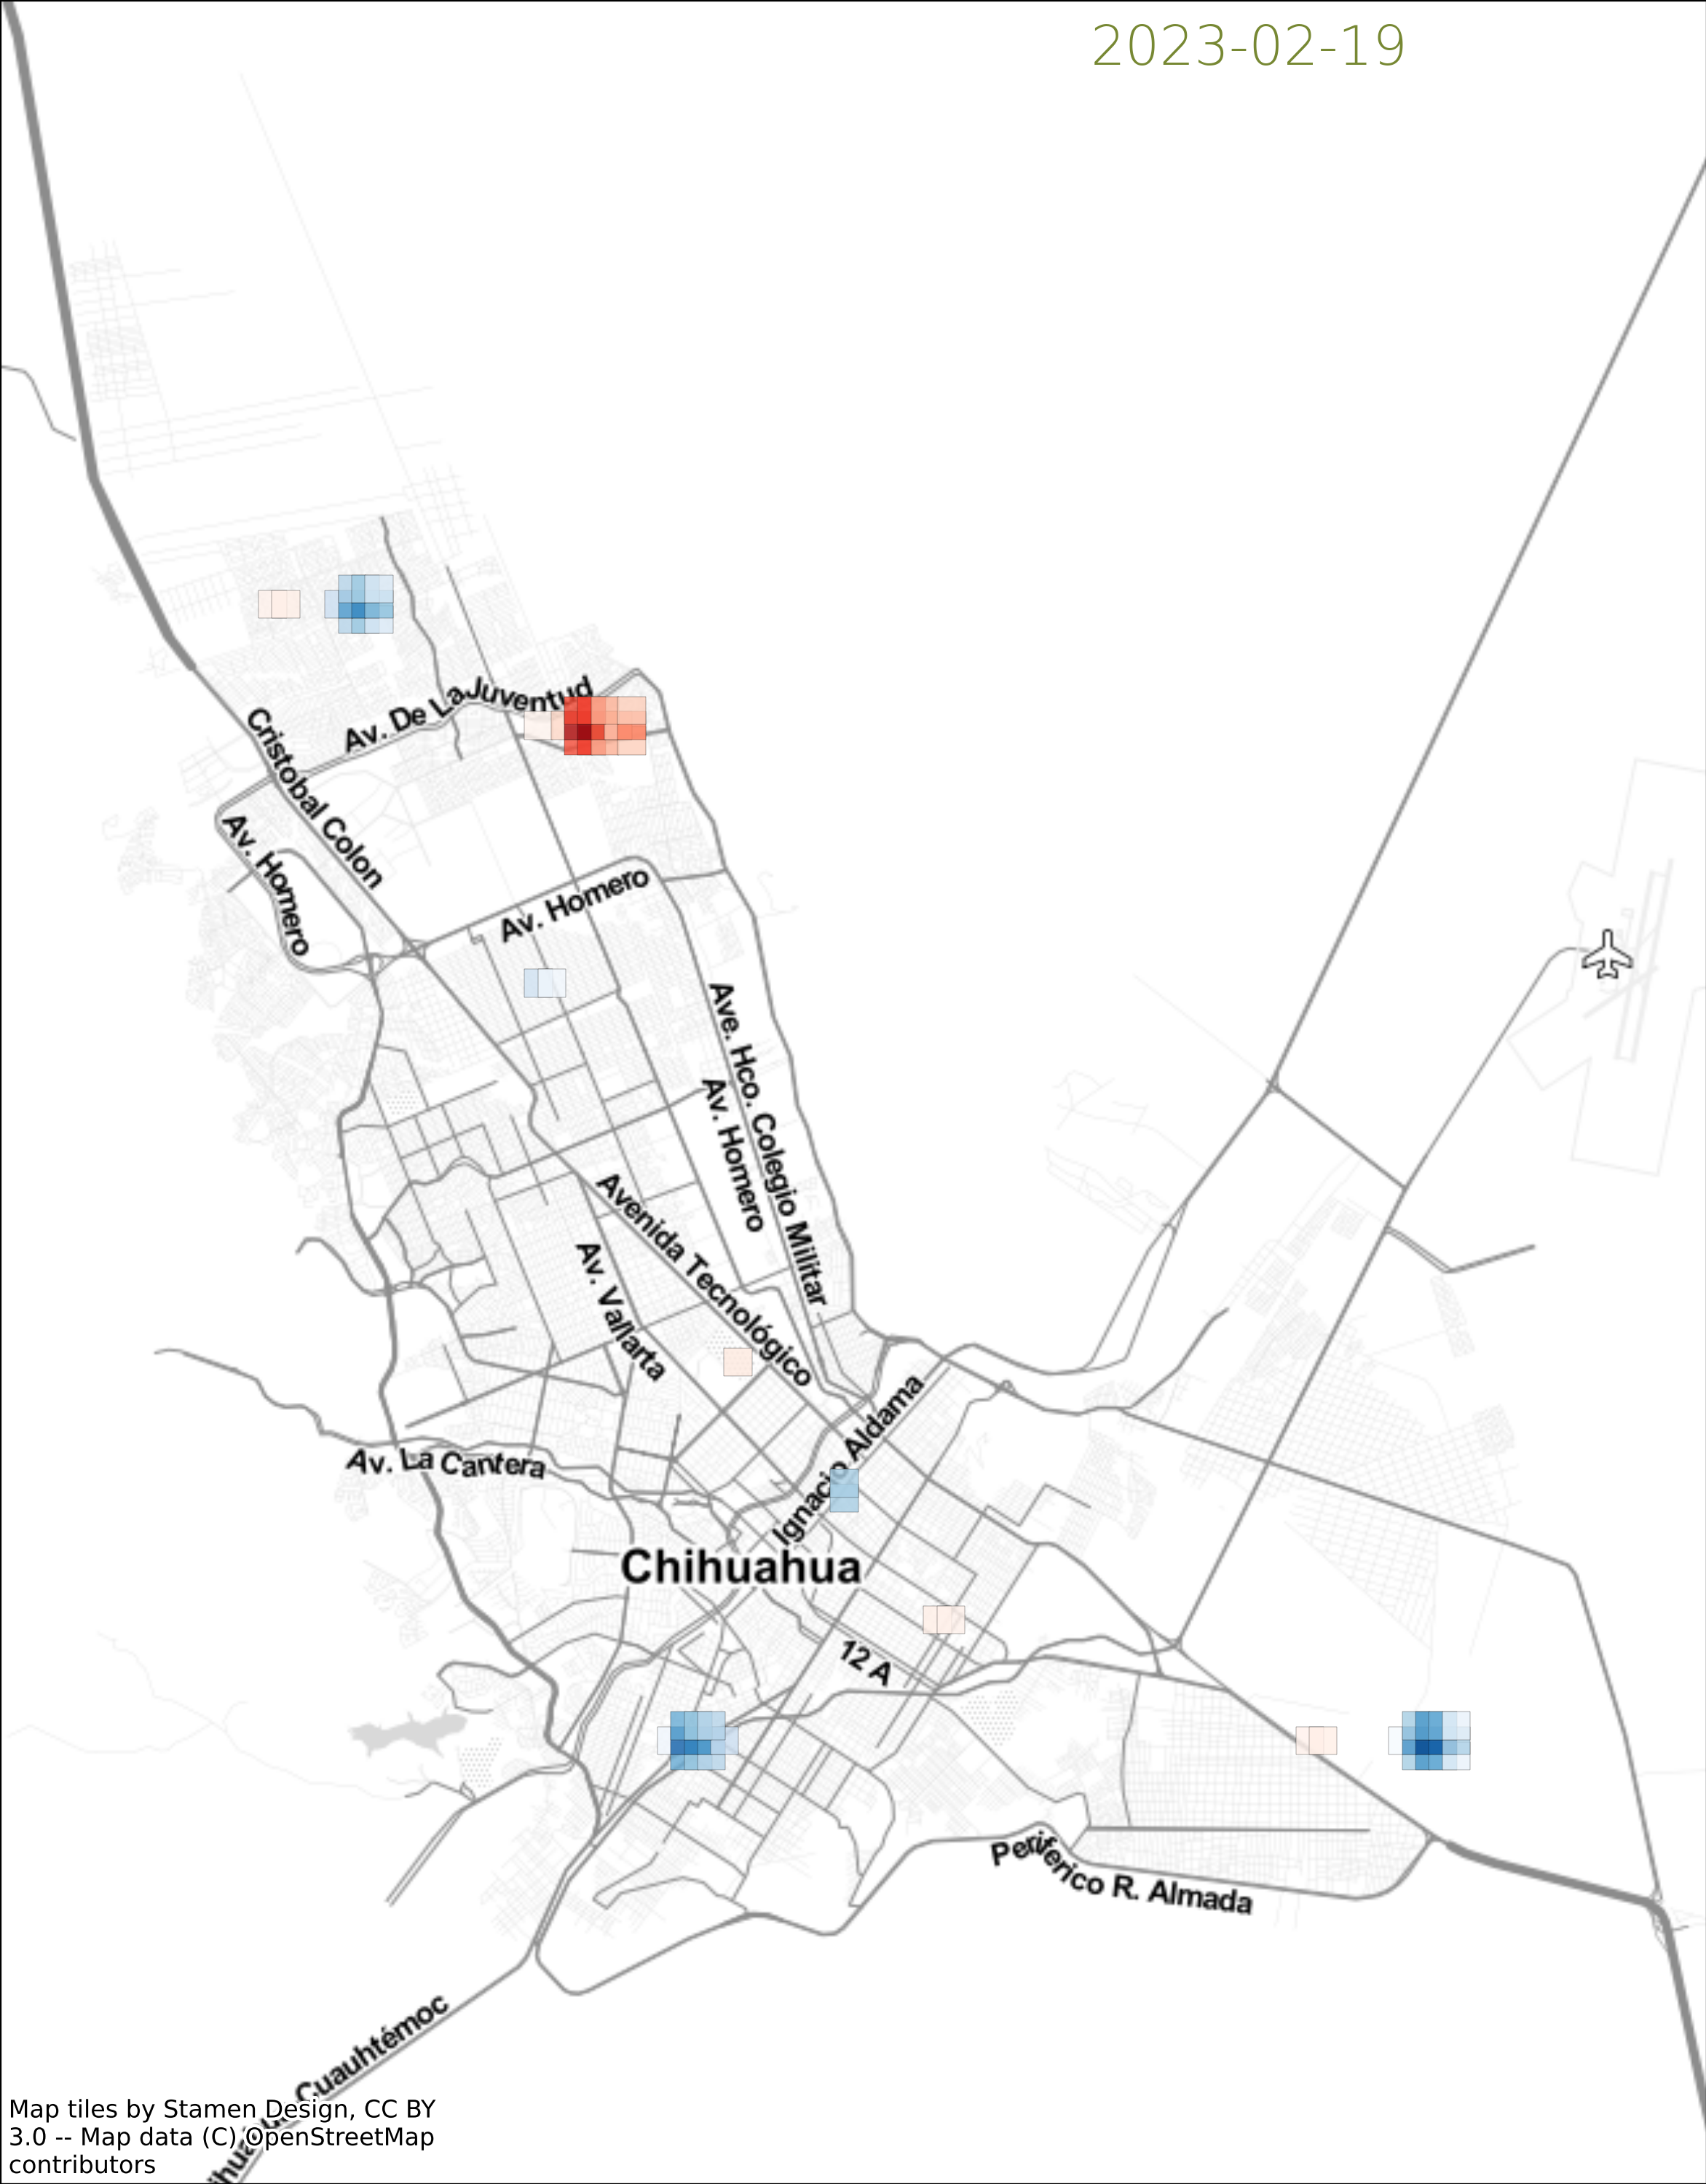 2023-02-19
Av. De La Juventud
Cristobal Colon
Av. Homero
Av. Homero
Ave. Hco. Colegio Militar
Av. Homero
Avenida Tecnológico
Av. Vallarta
Ignacio Aldama
Av. La Cantera
Chihuahua
12 A
Periferico R. Almada
Cuauhtémoc
Map tiles by Stamen Design, CC BY
3.0 -- Map data (C) OpenStreetMap
contributors